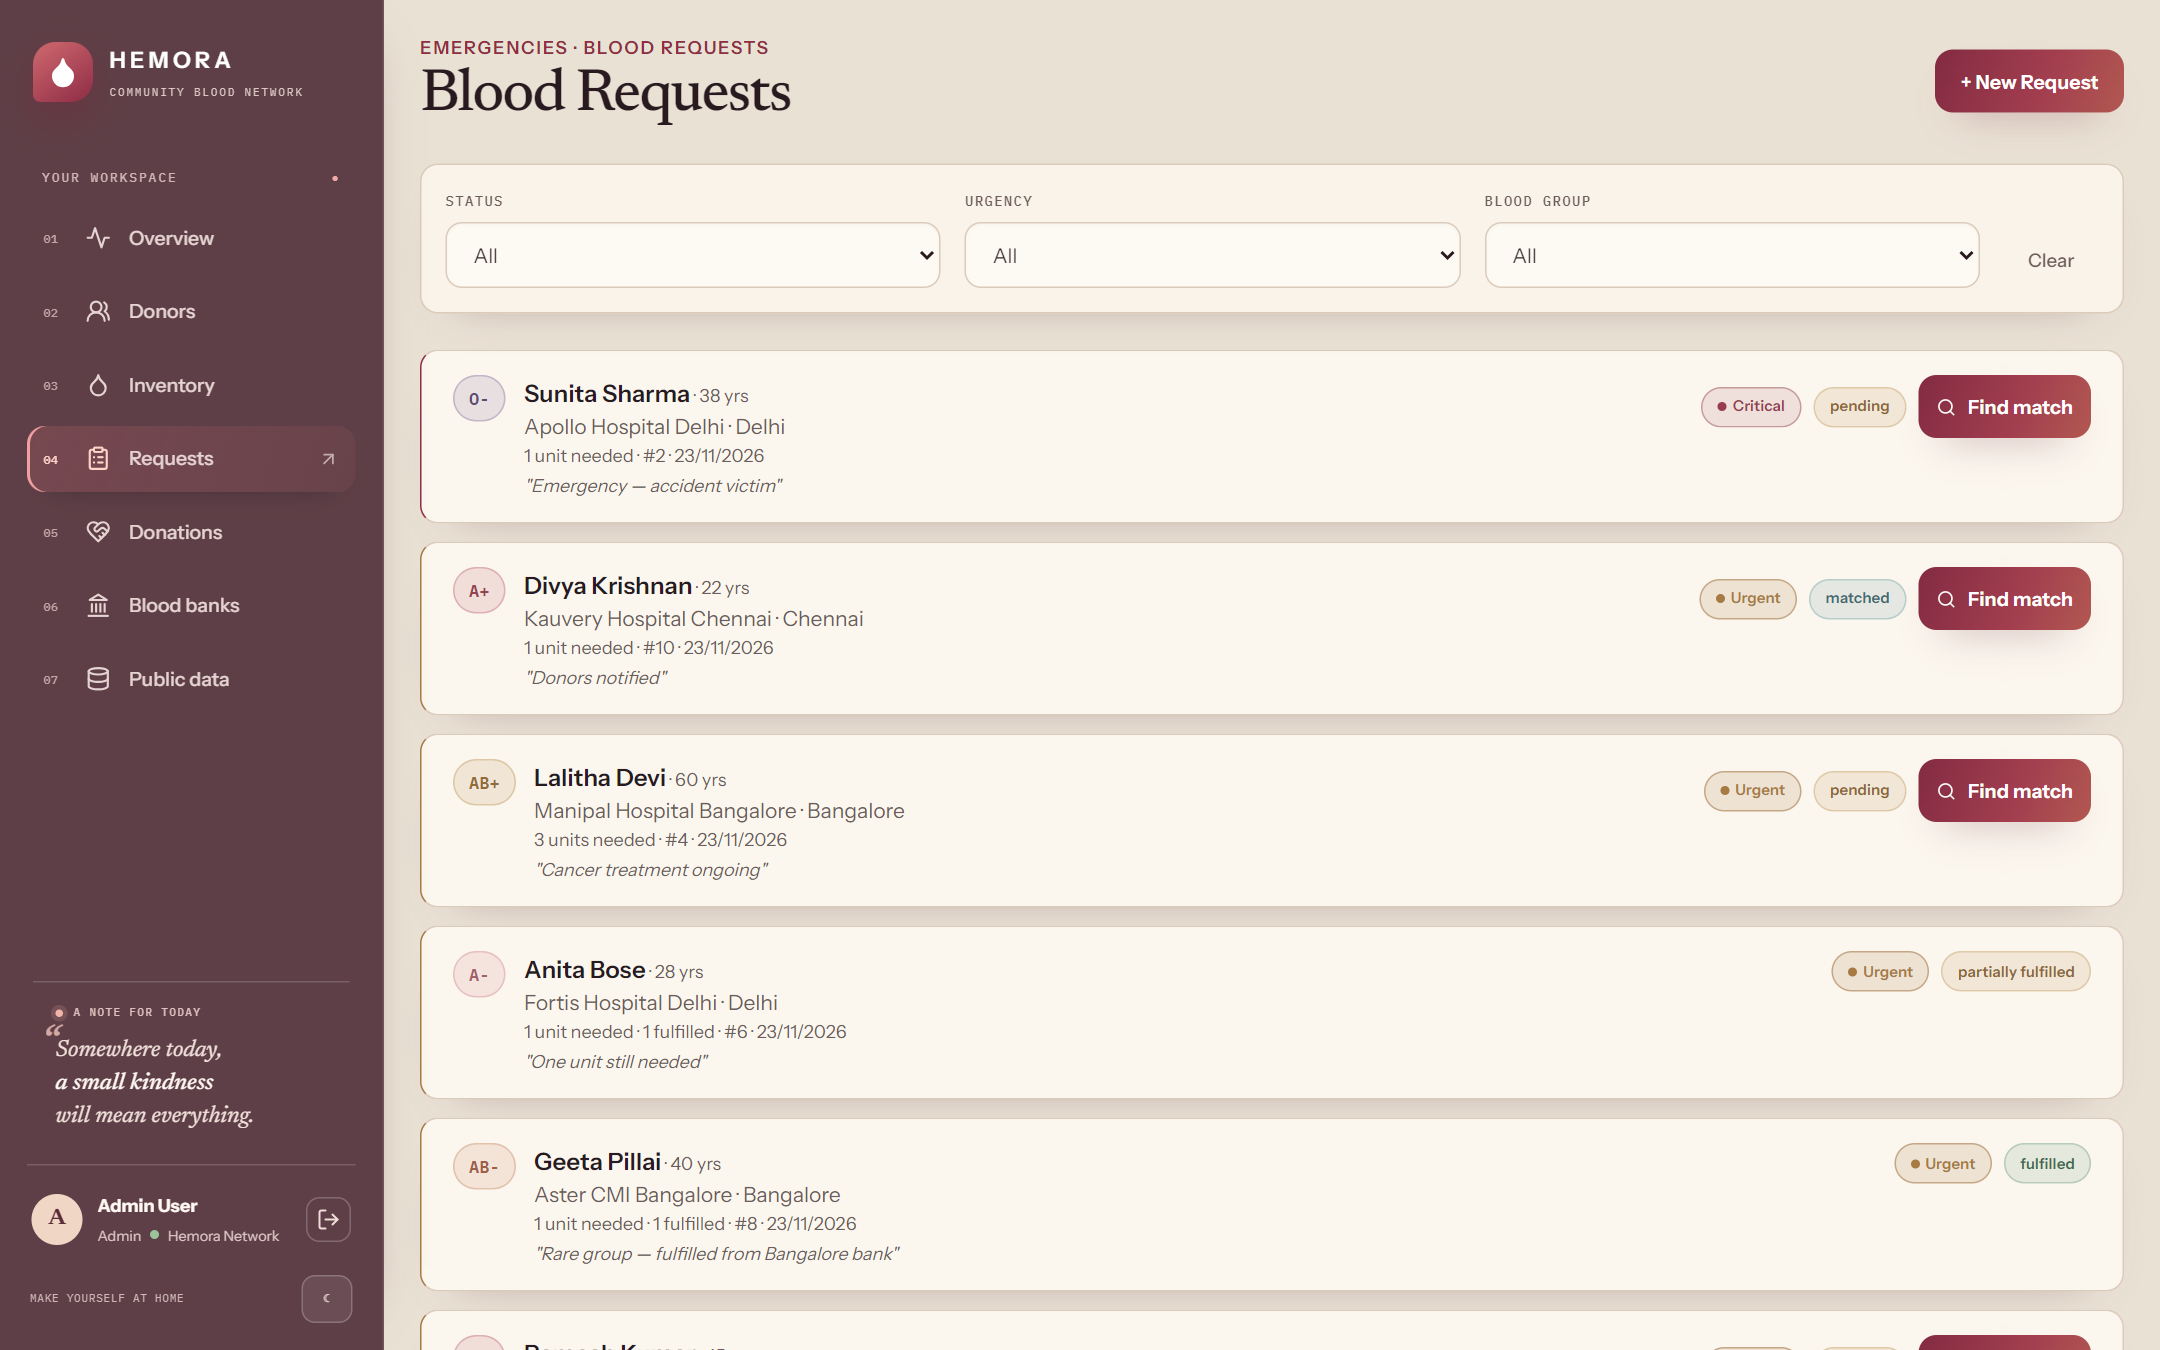 HEMORA
COMMUNITY BLOOD NETWORK
YOUR WORKSPACE
01 Overview
02 Donors
03 Inventory
04 Requests
05 Donations
06 Blood banks
07 Public data
A NOTE FOR TODAY
“
Somewhere today,
a small kindness
will mean everything.
A
Admin User
Admin Hemora Network
MAKE YOURSELF AT HOME
EMERGENCIES · BLOOD REQUESTS
Blood Requests
+ New Request
STATUS
All
URGENCY
All
BLOOD GROUP
All
Clear
O-
Sunita Sharma · 38 yrs
Apollo Hospital Delhi · Delhi
1 unit needed · #2 · 23/11/2026
"Emergency — accident victim"
Critical
pending
Find match
A+
Divya Krishnan · 22 yrs
Kauvery Hospital Chennai · Chennai
1 unit needed · #10 · 23/11/2026
"Donors notified"
Urgent
matched
Find match
AB+
Lalitha Devi · 60 yrs
Manipal Hospital Bangalore · Bangalore
3 units needed · #4 · 23/11/2026
"Cancer treatment ongoing"
Urgent
pending
Find match
A-
Anita Bose · 28 yrs
Fortis Hospital Delhi · Delhi
1 unit needed · 1 fulfilled · #6 · 23/11/2026
"One unit still needed"
Urgent
partially fulfilled
AB-
Geeta Pillai · 40 yrs
Aster CMI Bangalore · Bangalore
1 unit needed · 1 fulfilled · #8 · 23/11/2026
"Rare group — fulfilled from Bangalore bank"
Urgent
fulfilled